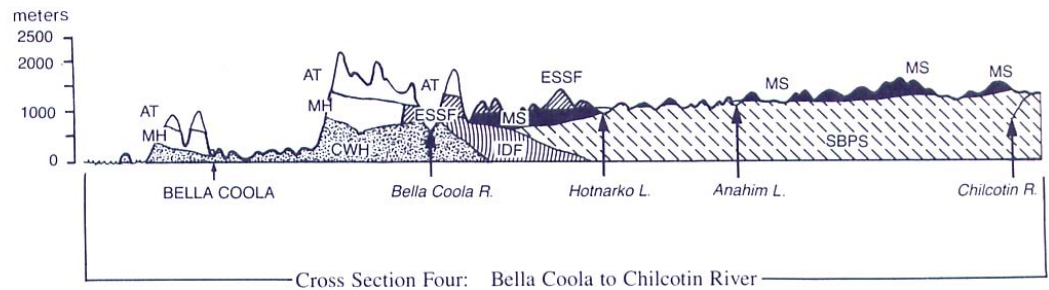 meters
2500
2000
1000
0
AT
MH
AT
MH
CWH
AT
ESSF
MS
IDF
ESSF
MS
MS
MS
SBPS
BELLA COOLA
Bella Coola R.
Hotnarko L.
Anahim L.
Chilcotin R.
Cross Section Four: Bella Coola to Chilcotin River